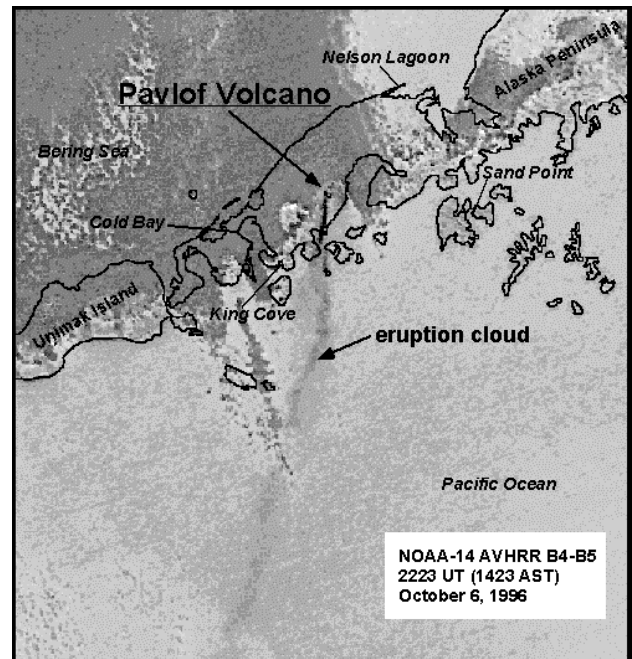 Nelson Lagoon
Alaska Peninsula
Pavlof Volcano
Bering Sea
Sand Point
Cold Bay
King Cove
Unimak Island
eruption cloud
Pacific Ocean
NOAA-14 AVHRR B4-B5
2223 UT (1423 AST)
October 6, 1996